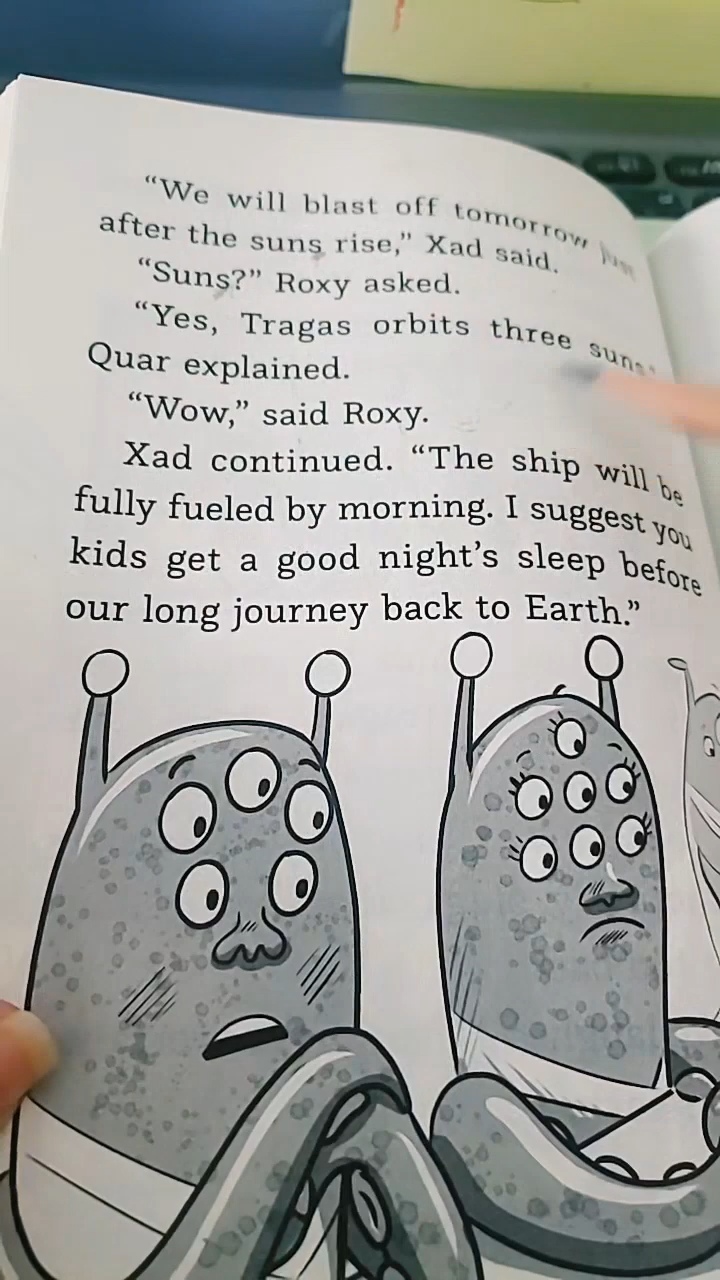 “We will blast off tomorrow just
after the suns rise,” Xad said.
“Suns?” Roxy asked.
“Yes, Tragas orbits three suns,”
Quar explained.
“Wow,” said Roxy.
Xad continued. “The ship will be
fully fueled by morning. I suggest you
kids get a good night’s sleep before
our long journey back to Earth.”